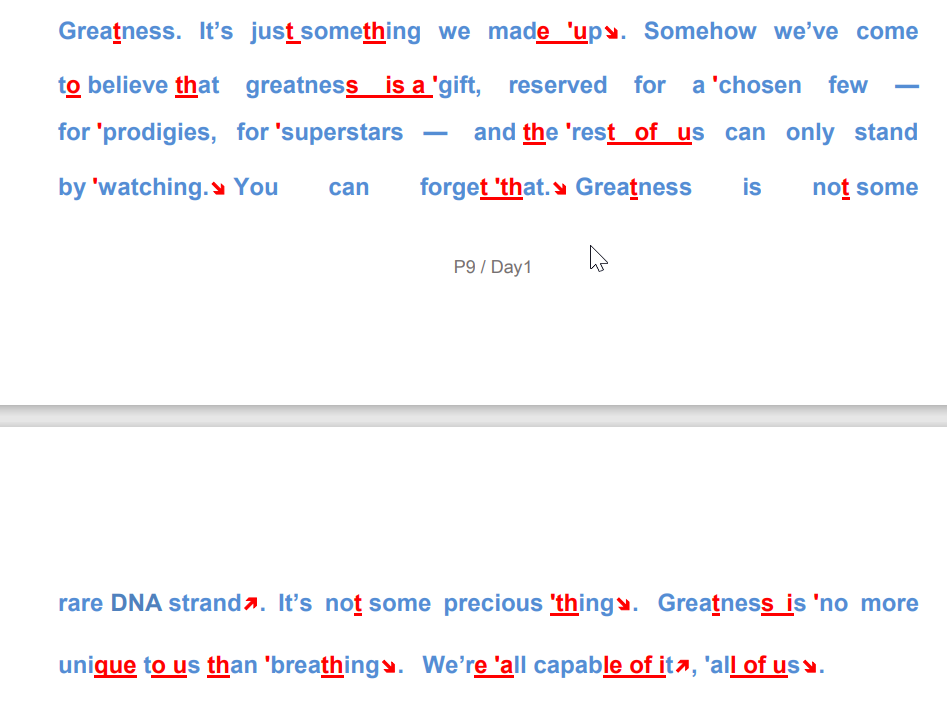 Greatness. It’s just something we made 'up↘. Somehow we’ve come
to believe that greatness is a 'gift, reserved for a 'chosen few —
for 'prodigies, for 'superstars — and the 'rest of us can only stand
by 'watching.↘ You can forget 'that.↘ Greatness is not some
P9 / Day1
rare DNA strand↗. It’s not some precious 'thing↘. Greatness is 'no more
unique to us than 'breathing↘. We’re 'all capable of it↗, 'all of us↘.